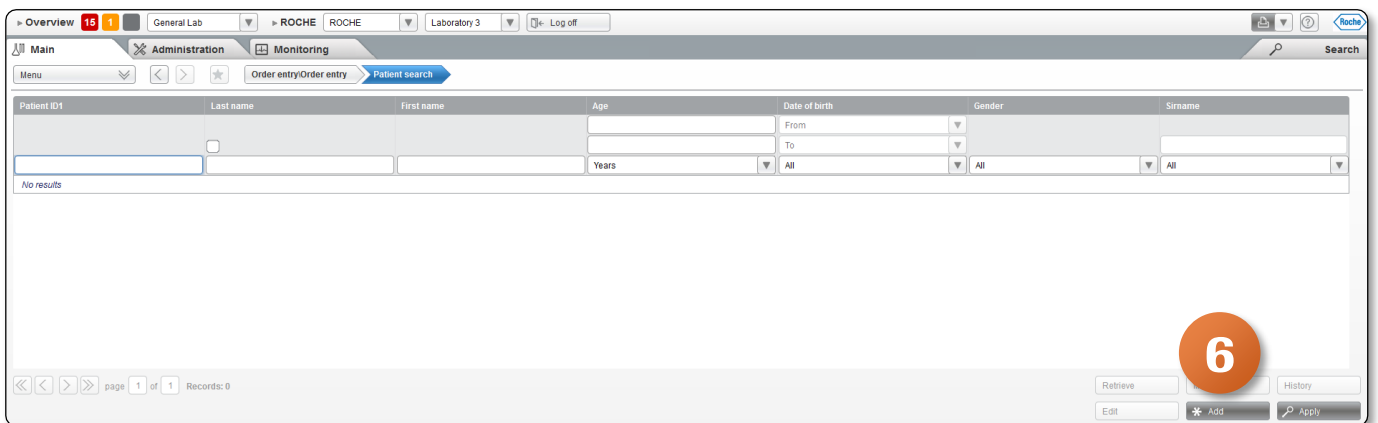 Overview 15 1 General Lab ROCHE ROCHE Laboratory 3 Log off ? Roche
Main Administration Monitoring Search
Menu Order entry\Order entry Patient search
Patient ID1 Last name First name Age Date of birth Gender Sirname
From
To
Years All All All
No results
6
page 1 of 1 Records: 0 Retrieve History
Edit Add Apply